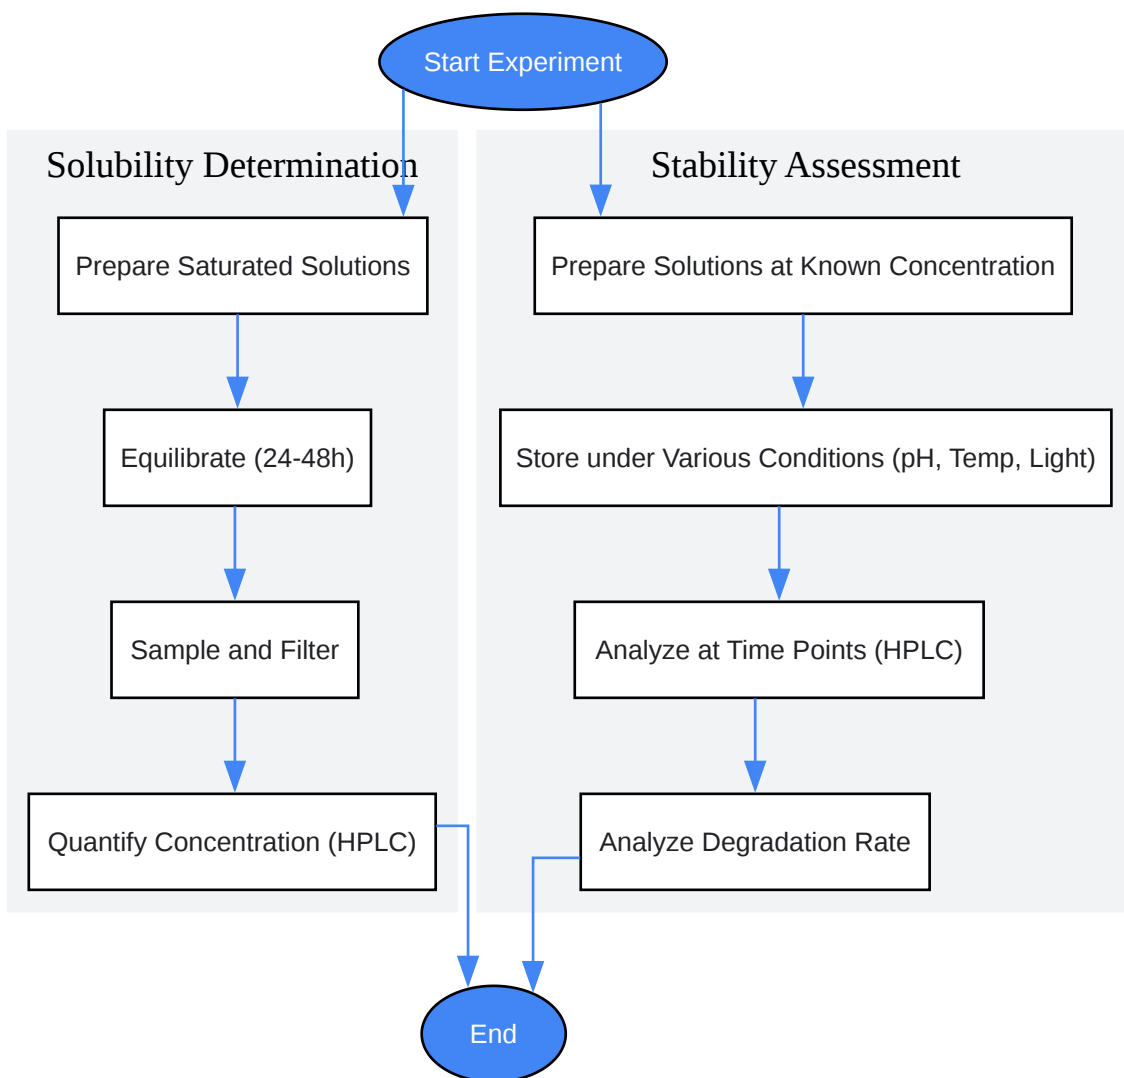 Start Experiment
Solubility Determination
Prepare Saturated Solutions
Equilibrate (24-48h)
Sample and Filter
Quantify Concentration (HPLC)
Stability Assessment
Prepare Solutions at Known Concentration
Store under Various Conditions (pH, Temp, Light)
Analyze at Time Points (HPLC)
Analyze Degradation Rate
End